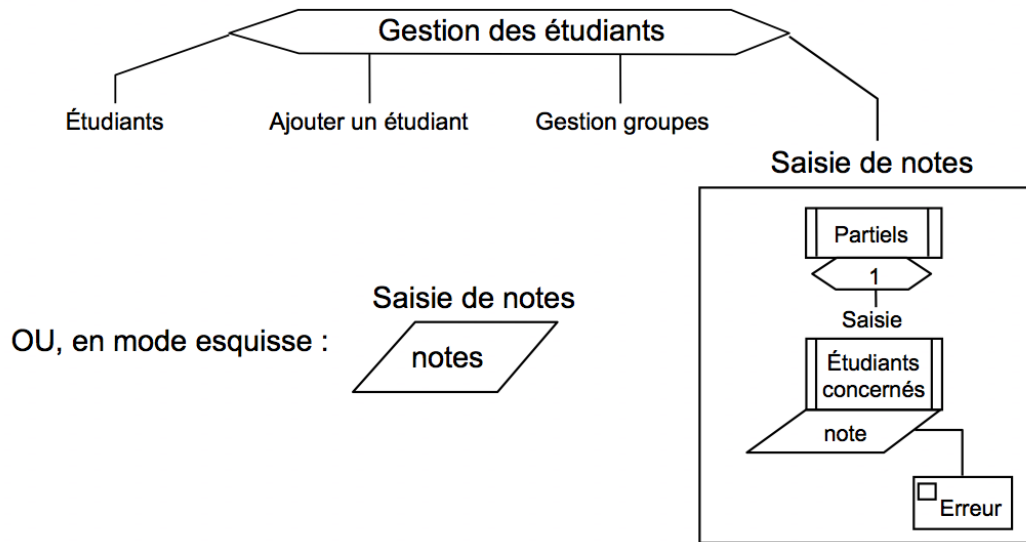 Gestion des étudiants
Étudiants
Ajouter un étudiant
Gestion groupes
Saisie de notes
Partiels
1
Saisie
Étudiants
concernés
note
Erreur
Saisie de notes
OU, en mode esquisse :
notes